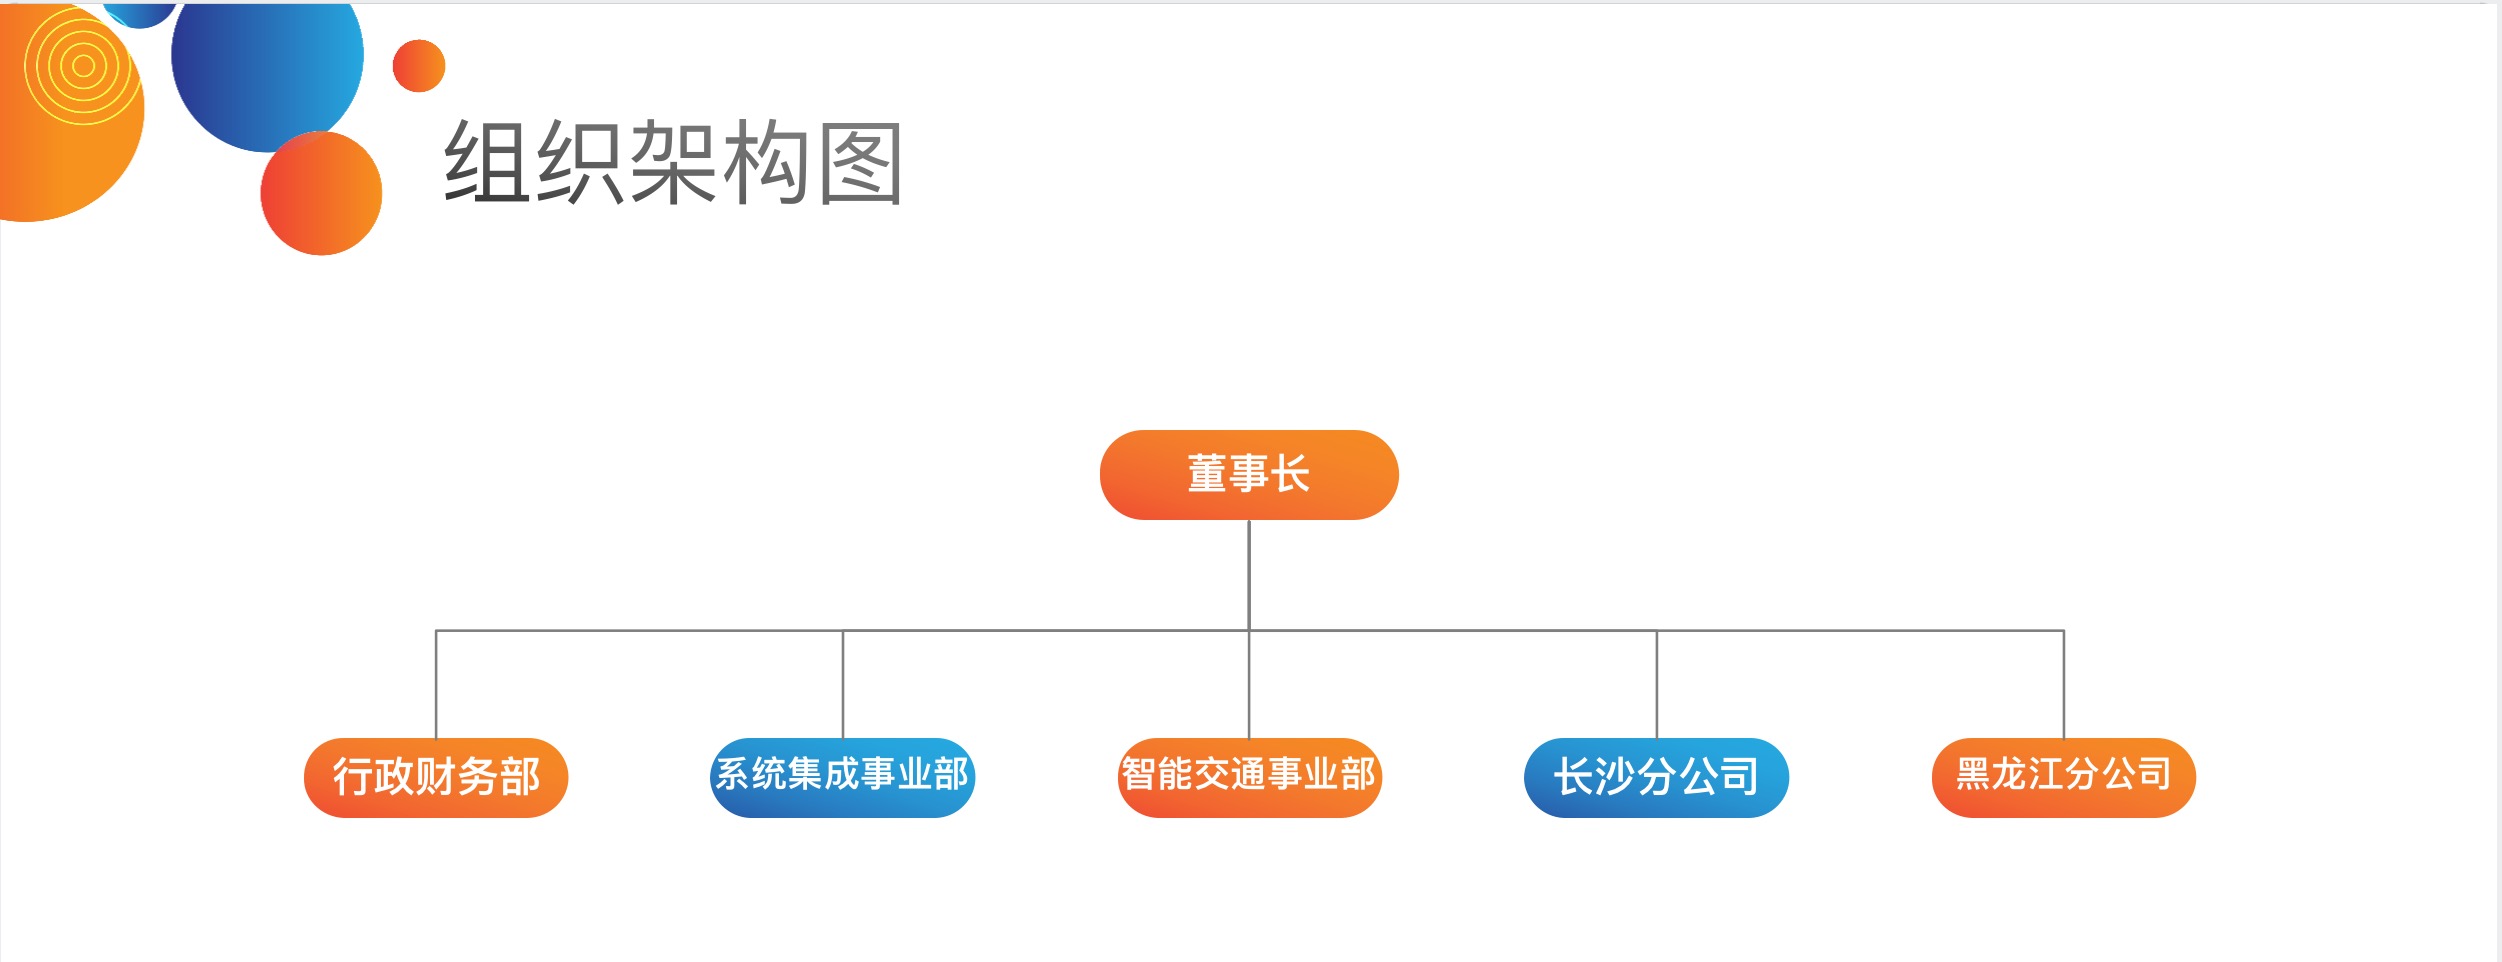 组织架构图
董事长
行政财务部
系统集成事业部
智能交通事业部
长沙分公司
黑龙江分公司